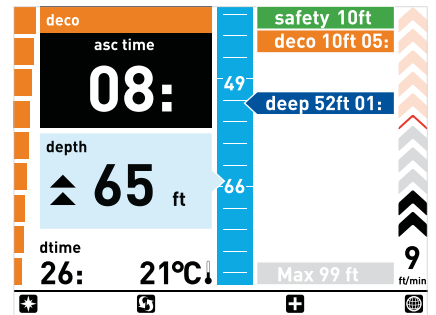 deco
asc time
08:
depth
65 ft
dtime
26: 21°C
49
66
safety 10ft
deco 10ft 05:
deep 52ft 01:
Max 99 ft
9
ft/min